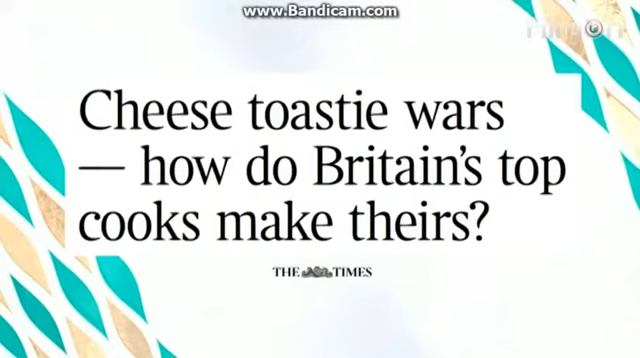 www.Bandicam.com
Cheese toastie wars
— how do Britain's top
cooks make theirs?
THE TIMES